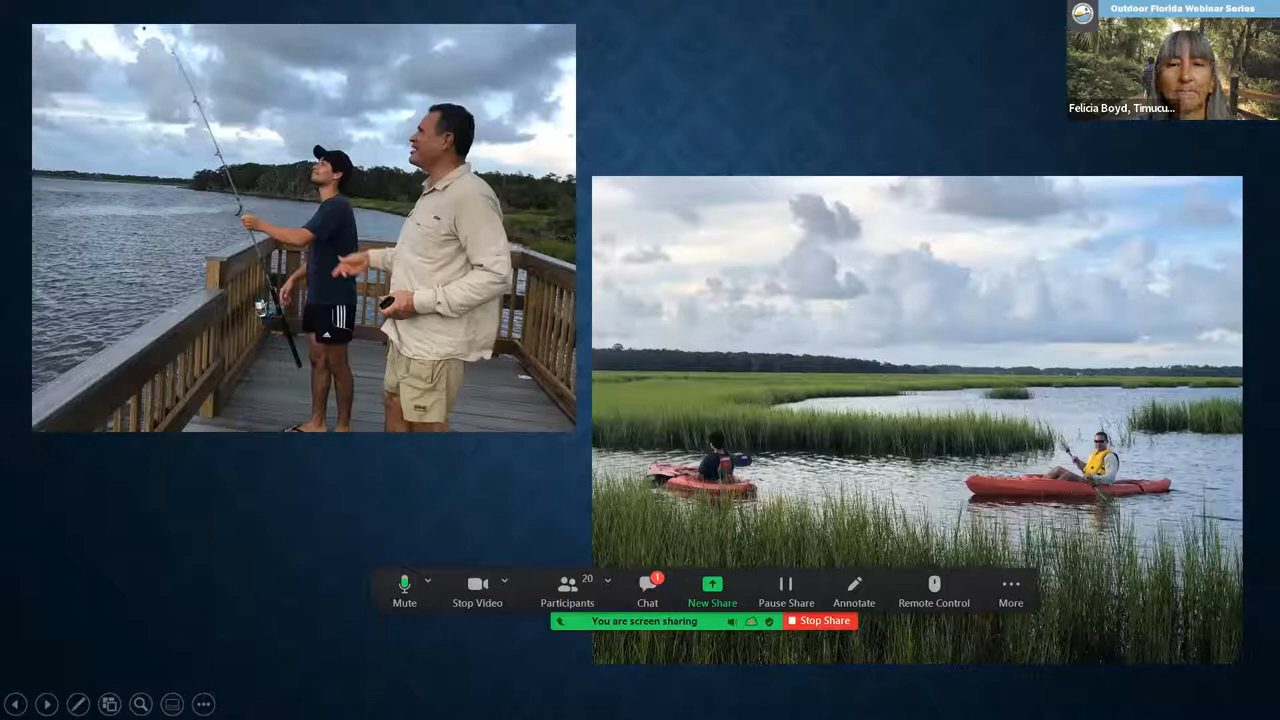 Outdoor Florida Webinar Series
Felicia Boyd, Timucu...
20
1
Mute
Stop Video
Participants
Chat
New Share
Pause Share
Annotate
Remote Control
More
You are screen sharing
Stop Share